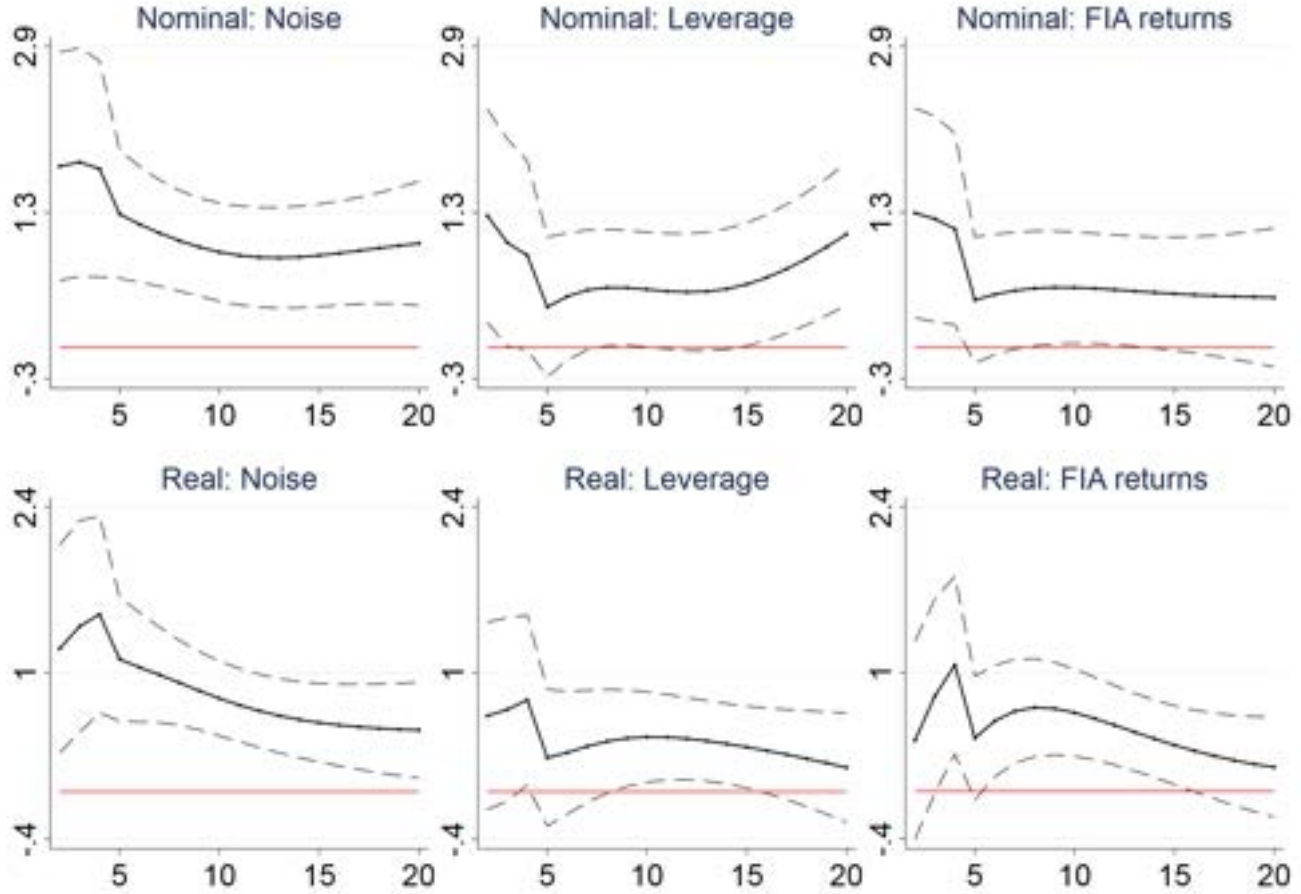 Nominal: Noise Nominal: Leverage Nominal: FIA returns
2.9 2.9 2.9
1.3 1.3 1.3
-.3 -.3 -.3
5 10 15 20 5 10 15 20 5 10 15 20
Real: Noise Real: Leverage Real: FIA returns
2.4 2.4 2.4
1 1 1
-.4 -.4 -.4
5 10 15 20 5 10 15 20 5 10 15 20